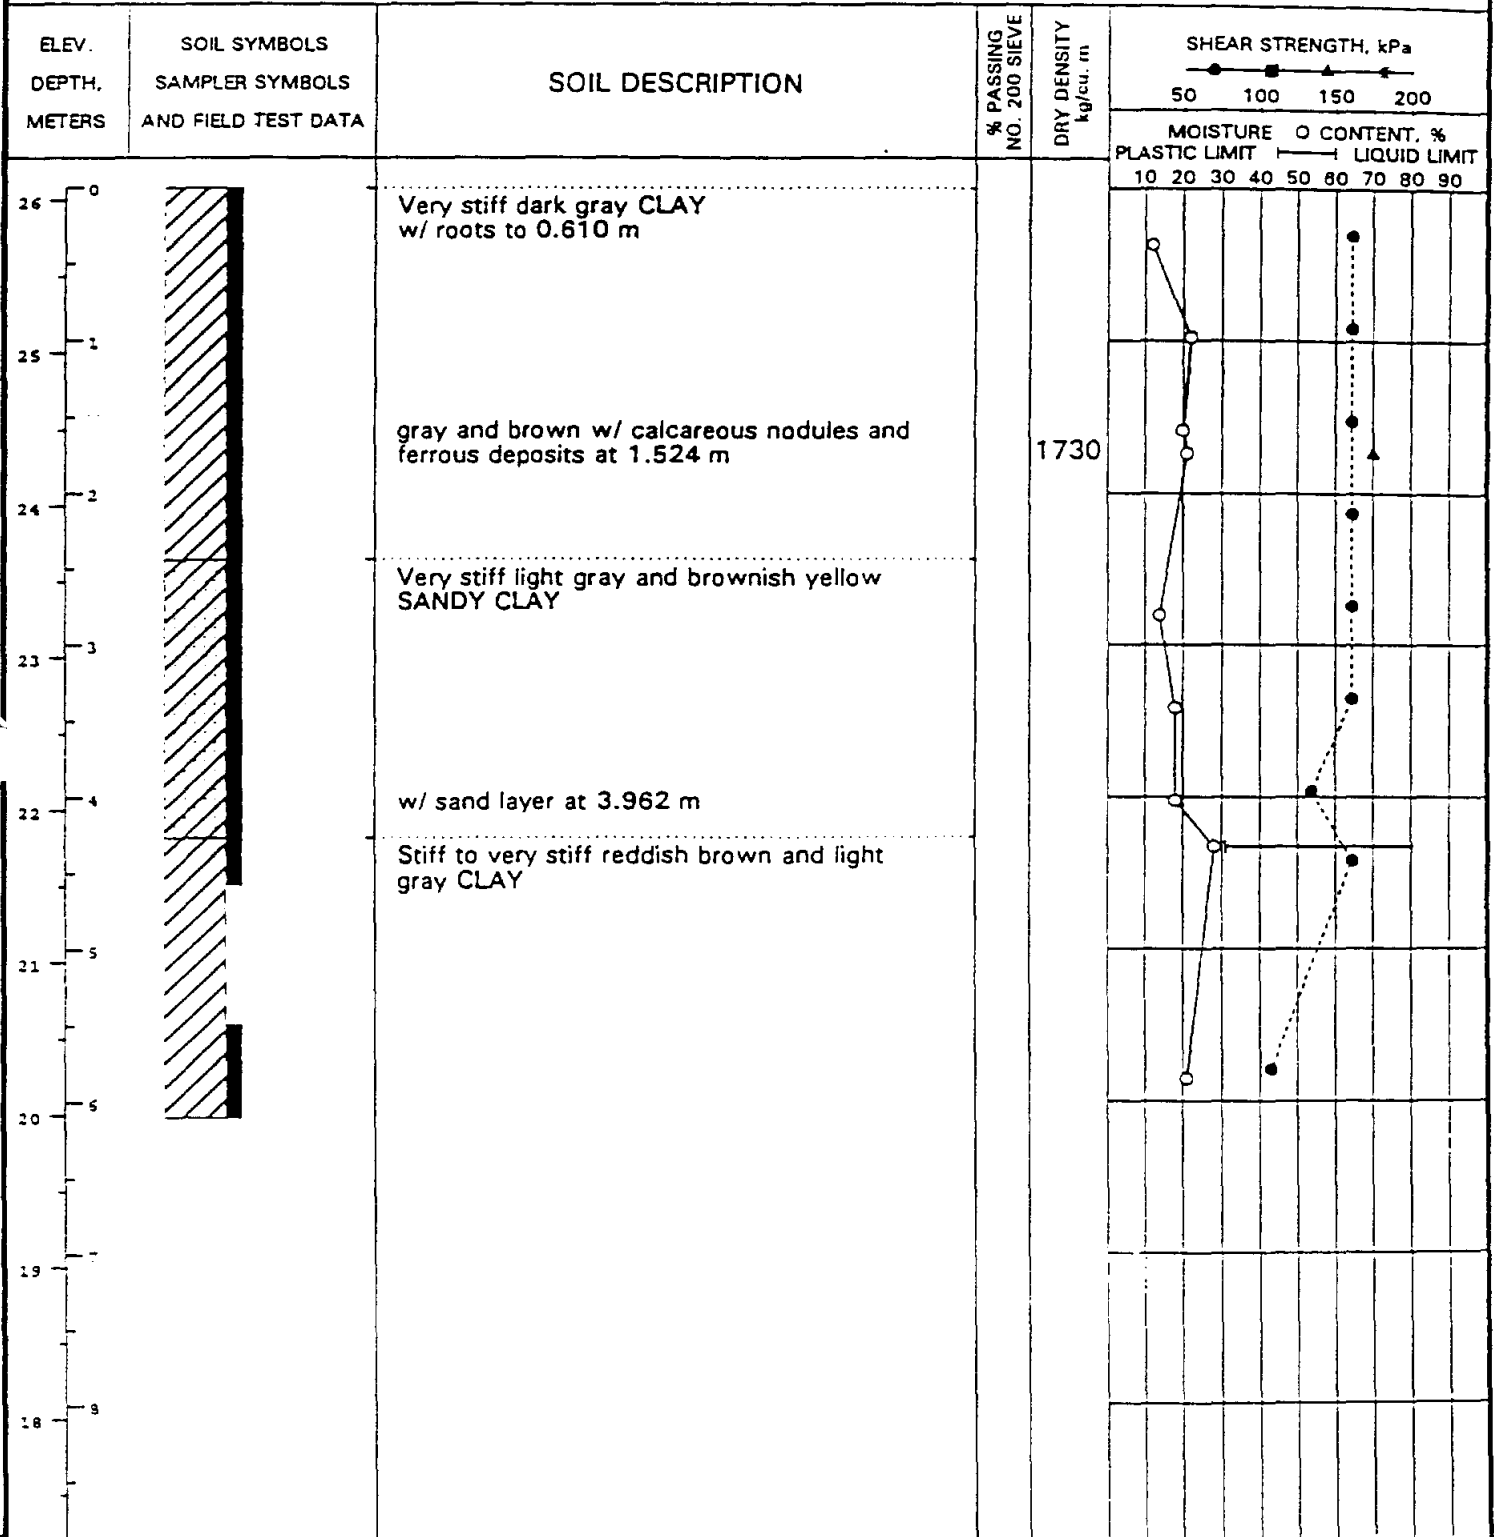 ELEV.
DEPTH,
METERS
SOIL SYMBOLS
SAMPLER SYMBOLS
AND FIELD TEST DATA
SOIL DESCRIPTION
% PASSING
NO. 200 SIEVE
DRY DENSITY
kg/cu. m
SHEAR STRENGTH, kPa
50 100 150 200
MOISTURE O CONTENT, %
PLASTIC LIMIT LIQUID LIMIT
10 20 30 40 50 60 70 80 90
26 0
Very stiff dark gray CLAY
w/ roots to 0.610 m
25 1
gray and brown w/ calcareous nodules and
ferrous deposits at 1.524 m
1730
24 2
Very stiff light gray and brownish yellow
SANDY CLAY
23 3
22 4
w/ sand layer at 3.962 m
Stiff to very stiff reddish brown and light
gray CLAY
21 5
20
19
18